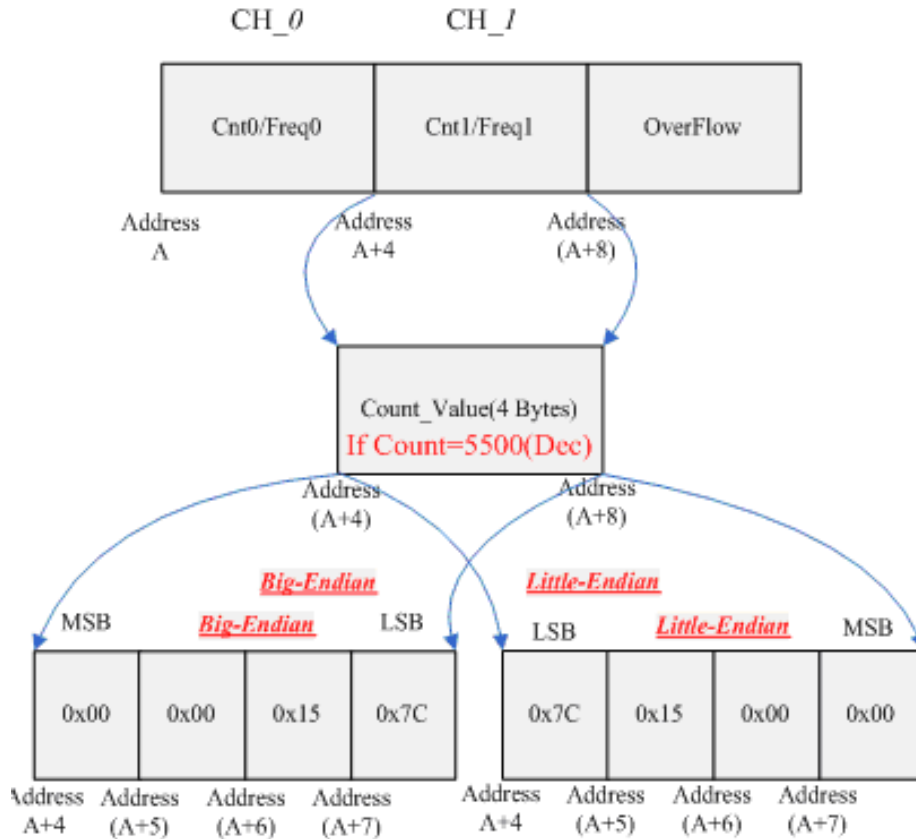 CH_0 CH_1
Cnt0/Freq0 Cnt1/Freq1 OverFlow
Address Address Address
A A+4 (A+8)
Count_Value(4 Bytes)
If Count=5500(Dec)
Address Address
(A+4) (A+8)
Big-Endian Little-Endian
MSB Big-Endian LSB LSB Little-Endian MSB
0x00 0x00 0x15 0x7C 0x7C 0x15 0x00 0x00
Address Address Address Address Address Address Address Address
A+4 (A+5) (A+6) (A+7) A+4 (A+5) (A+6) (A+7)